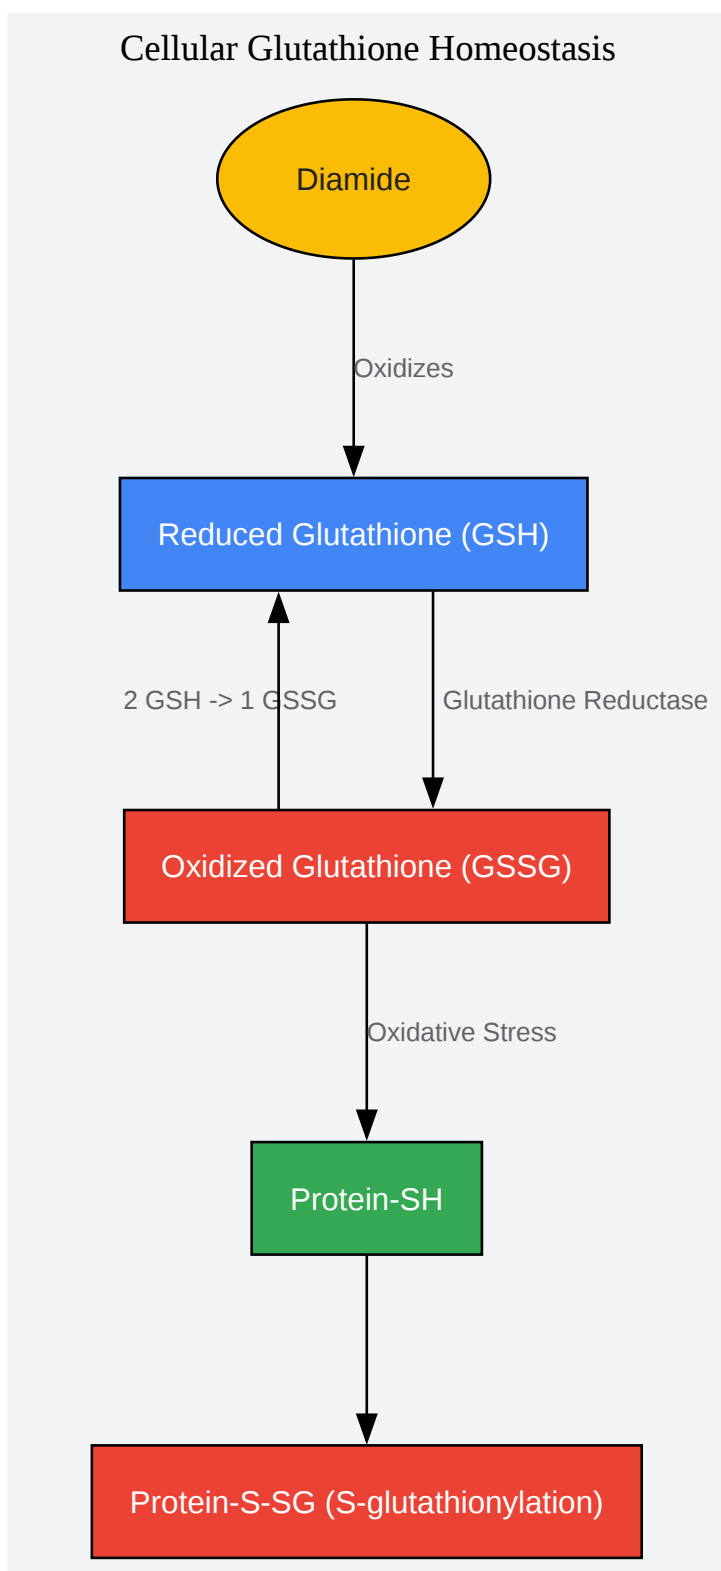 Cellular Glutathione Homeostasis
Diamide
Oxidizes
Reduced Glutathione (GSH)
2 GSH -> 1 GSSG
Glutathione Reductase
Oxidized Glutathione (GSSG)
Oxidative Stress
Protein-SH
Protein-S-SG (S-glutathionylation)